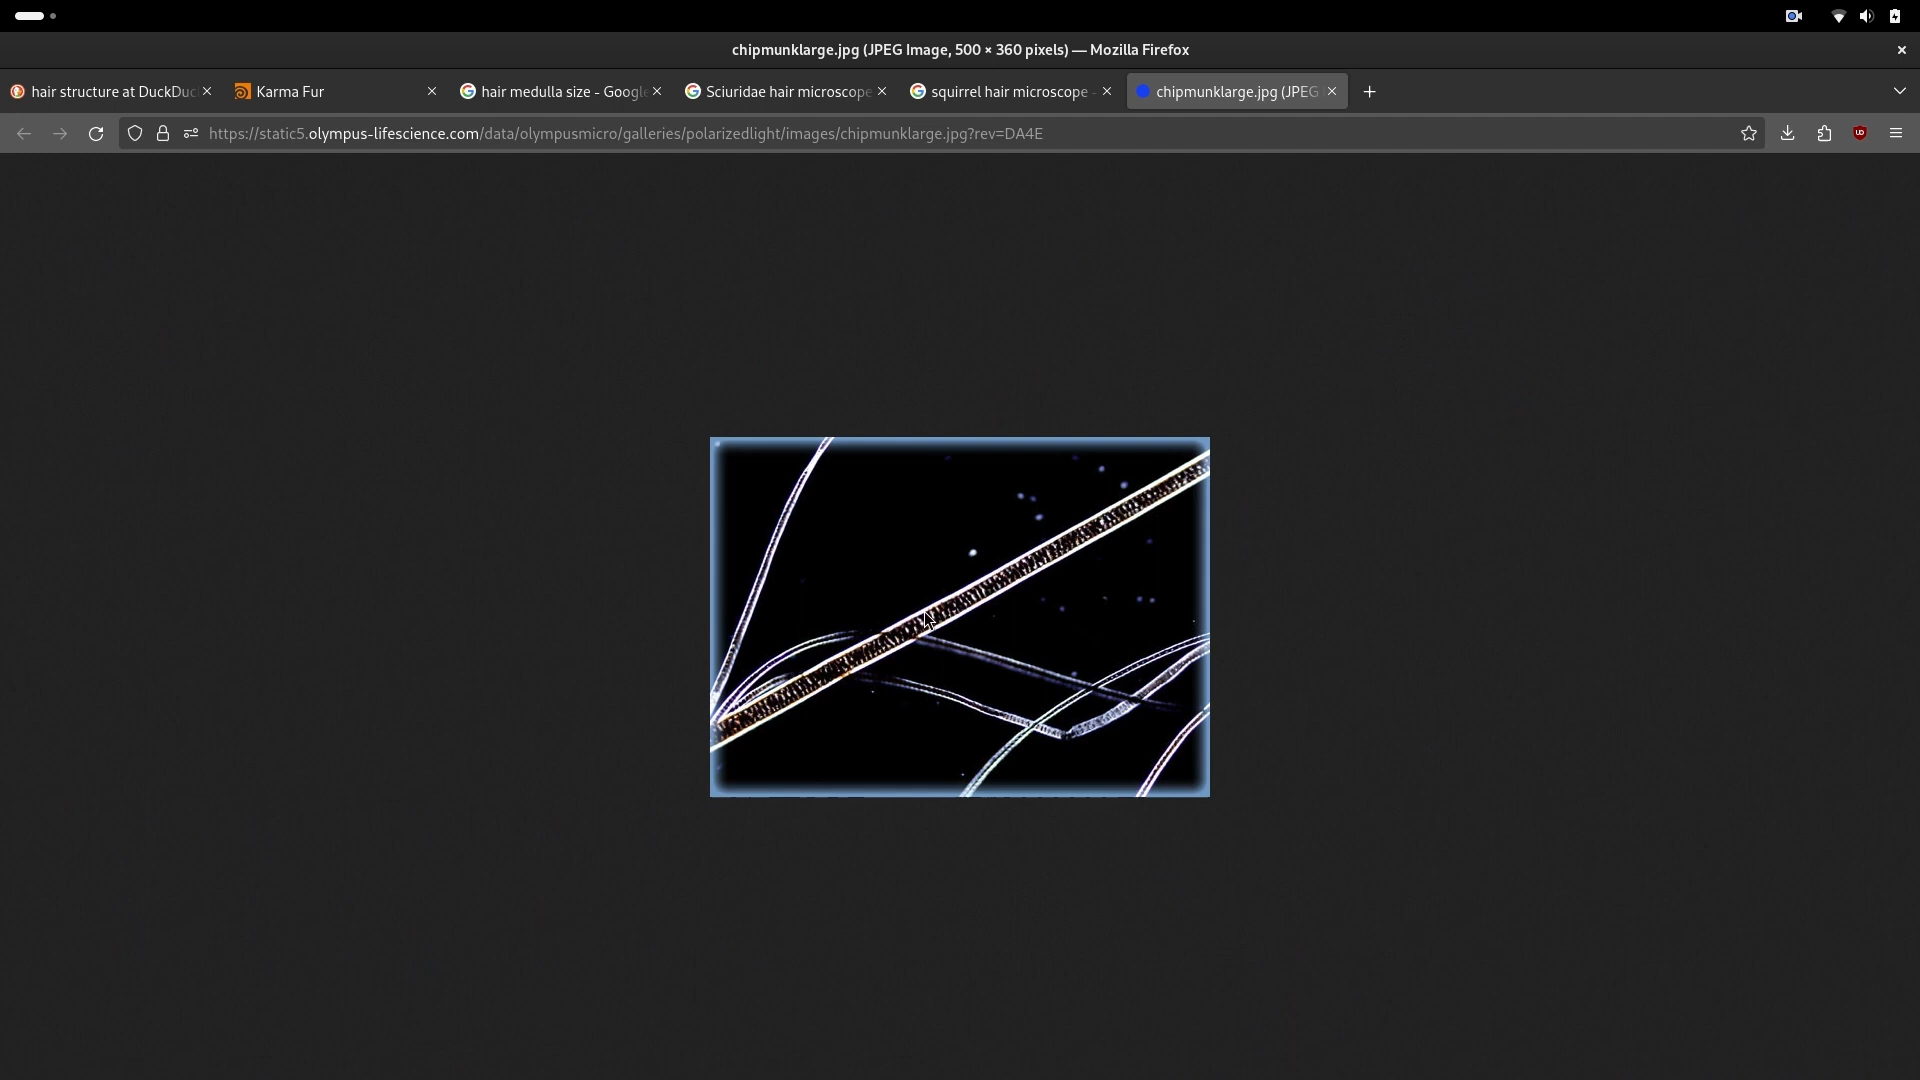 chipmunklarge.jpg (JPEG Image, 500 × 360 pixels) — Mozilla Firefox
hair structure at DuckDuc
Karma Fur
hair medulla size - Google
Sciuridae hair microscope
squirrel hair microscope -
chipmunklarge.jpg (JPEG
https://static5.olympus-lifescience.com/data/olympusmicro/galleries/polarizedlight/images/chipmunklarge.jpg?rev=DA4E